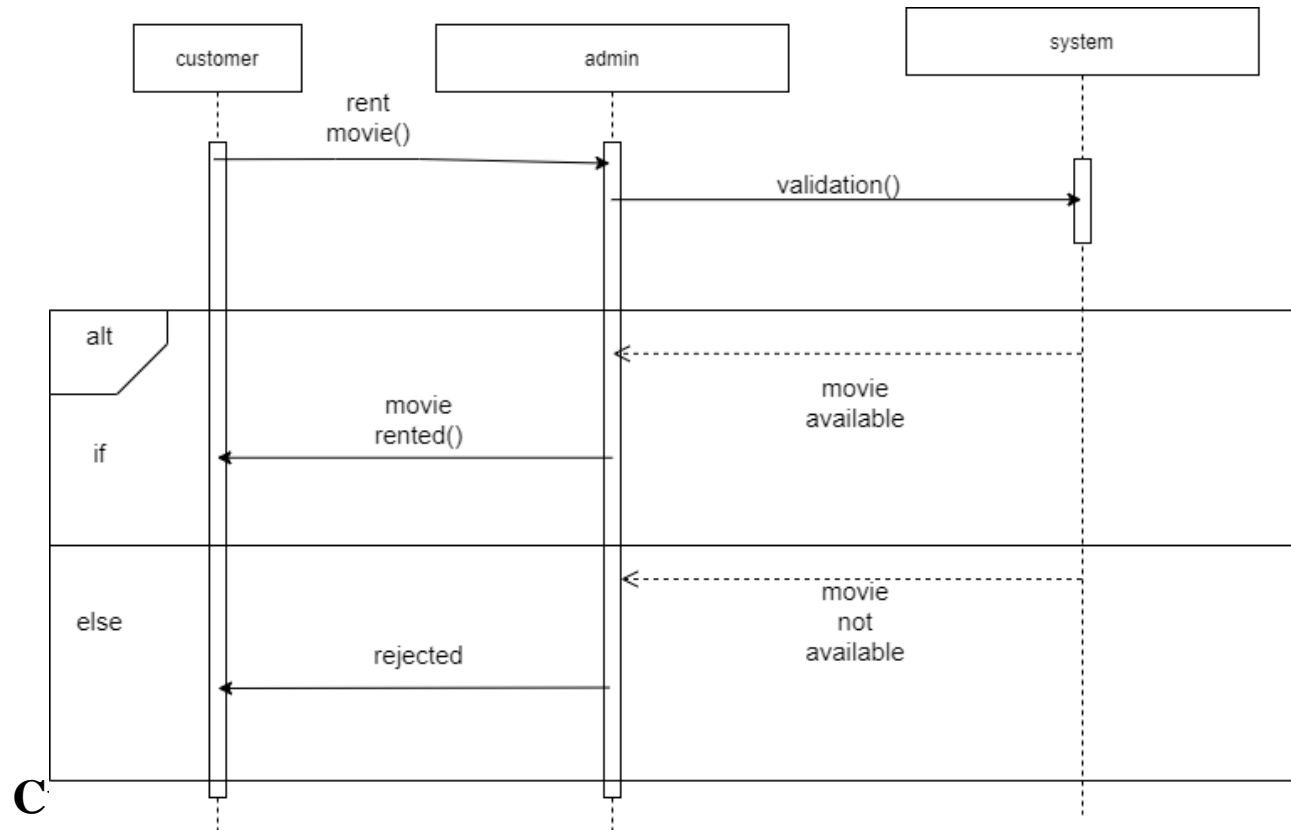 customer
admin
system
rent
movie()
validation()
alt
movie
available
movie
rented()
if
movie
not
available
else
rejected